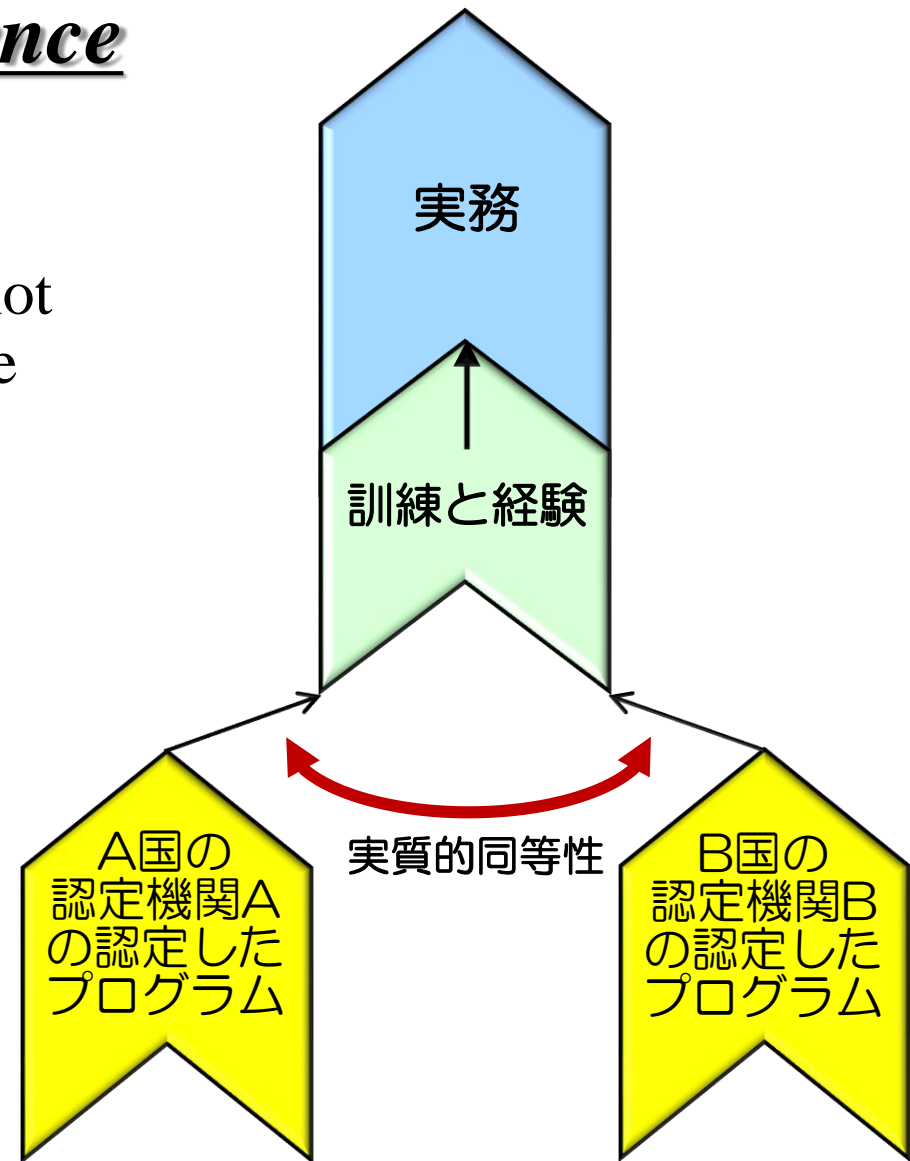 ence
ot
e
実務
訓練と経験
実質的同等性
A国の
認定機関A
の認定した
プログラム
B国の
認定機関B
の認定した
プログラム